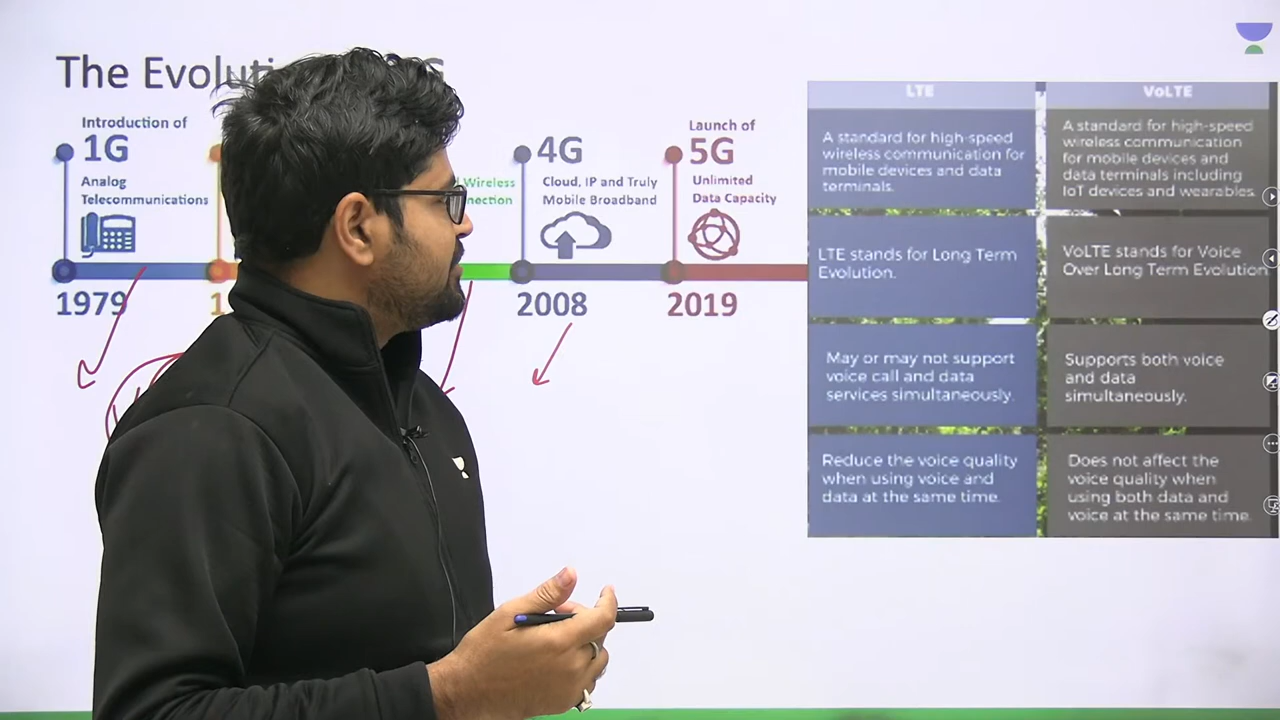 The Evolution
Introduction of
1G
Analog
Telecommunications
1979
Wireless
4G
Cloud, IP and Truly
Mobile Broadband
2008
Launch of
5G
Unlimited
Data Capacity
2019
LTE
A standard for high-speed
wireless communication for
mobile devices and data
terminals.
LTE stands for Long Term
Evolution.
May or may not support
voice call and data
services simultaneously.
Reduce the voice quality
when using voice and
data at the same time.
VoLTE
A standard for high-speed
wireless communication
for mobile devices and
data terminals including
IoT devices and wearables.
VoLTE stands for Voice
Over Long Term Evolution
Supports both voice
and data
simultaneously.
Does not affect the
voice quality when
using both data and
voice at the same time.